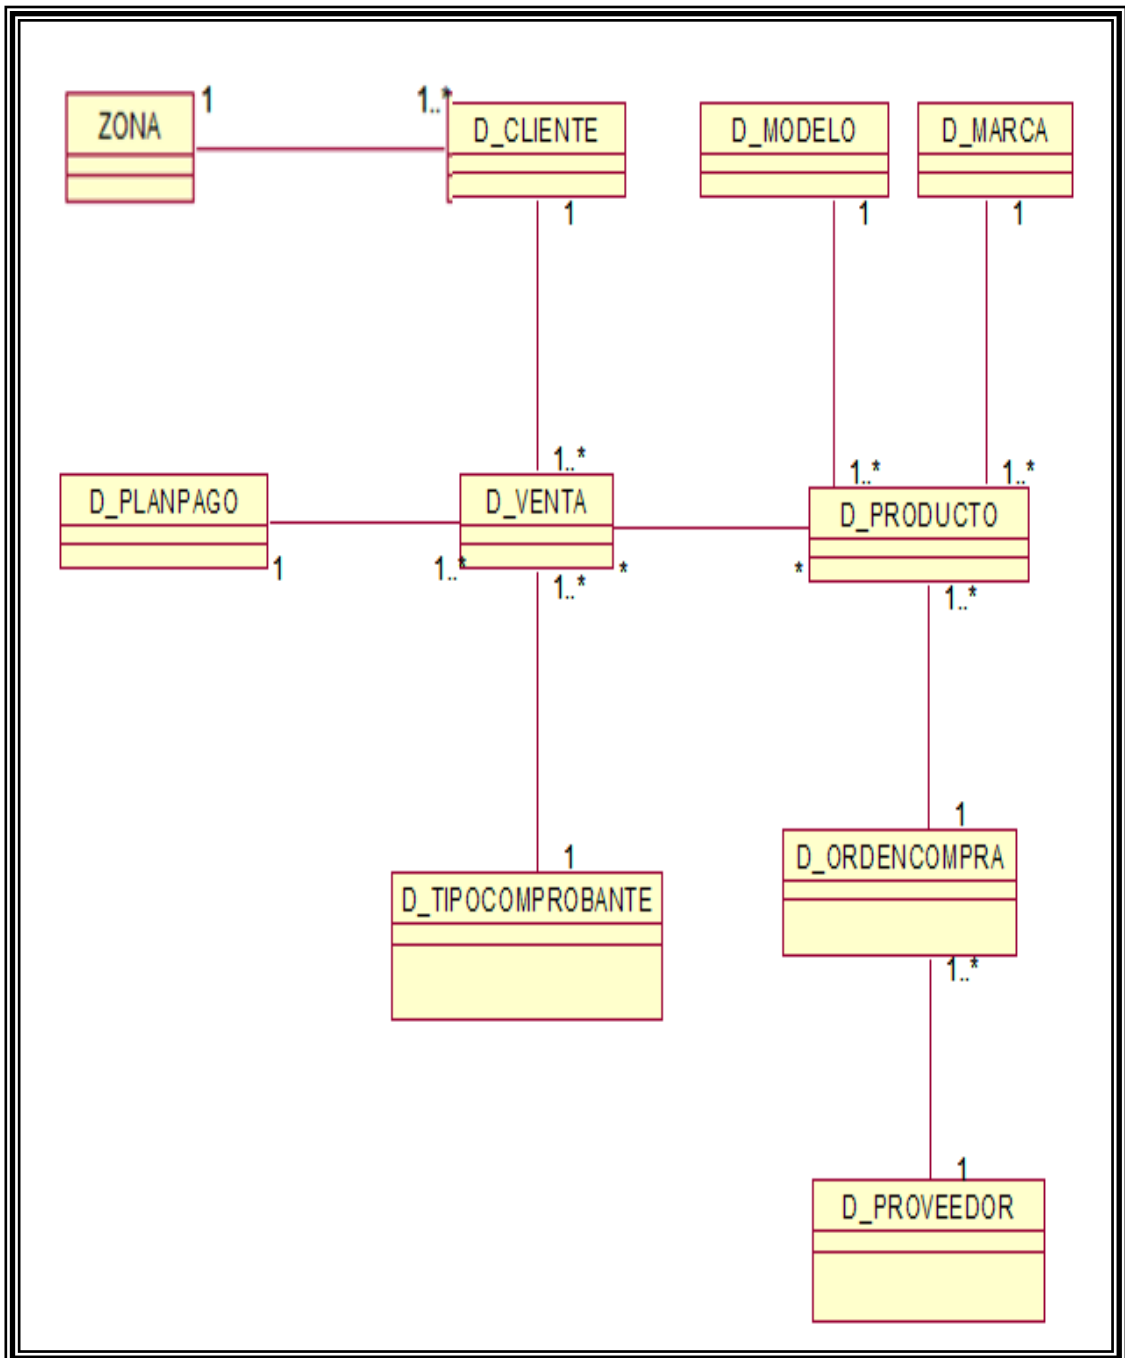 1
1..*
ZONA
D_CLIENTE
D_MODELO
D_MARCA
1
1
1
1..*
1..*
1..*
D_PLANPAGO
D_VENTA
D_PRODUCTO
1
1..*
*
*
1..*
1..*
1
1
D_ORDENCOMPRA
D_TIPOCOMPROBANTE
1..*
1
D_PROVEEDOR